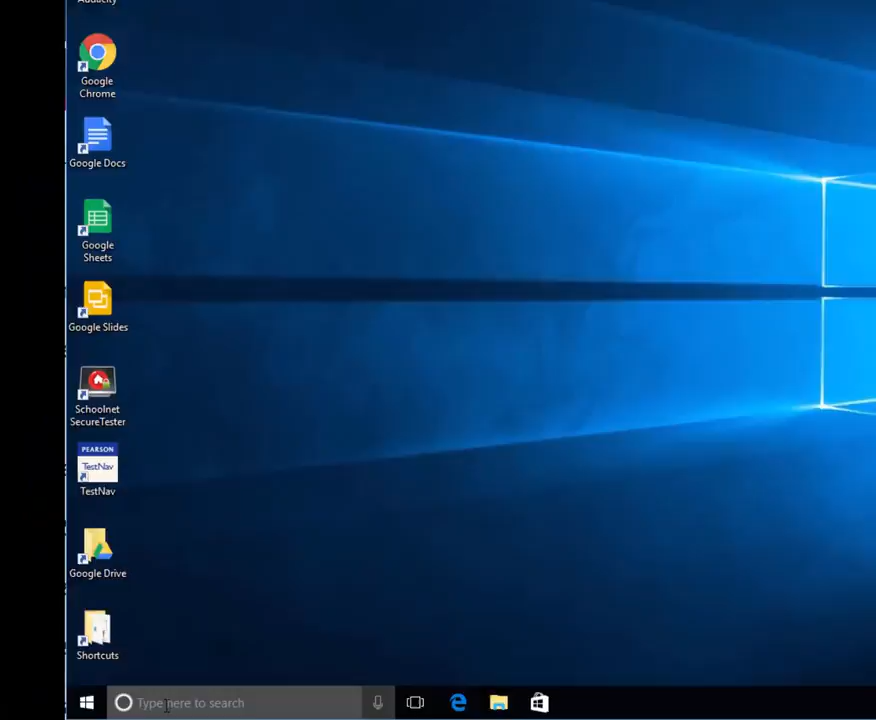 Audacity
Google
Chrome
Google Docs
Google
Sheets
Google Slides
Schoolnet
SecureTester
PEARSON
TestNav
TestNav
Google Drive
Shortcuts
Type here to search